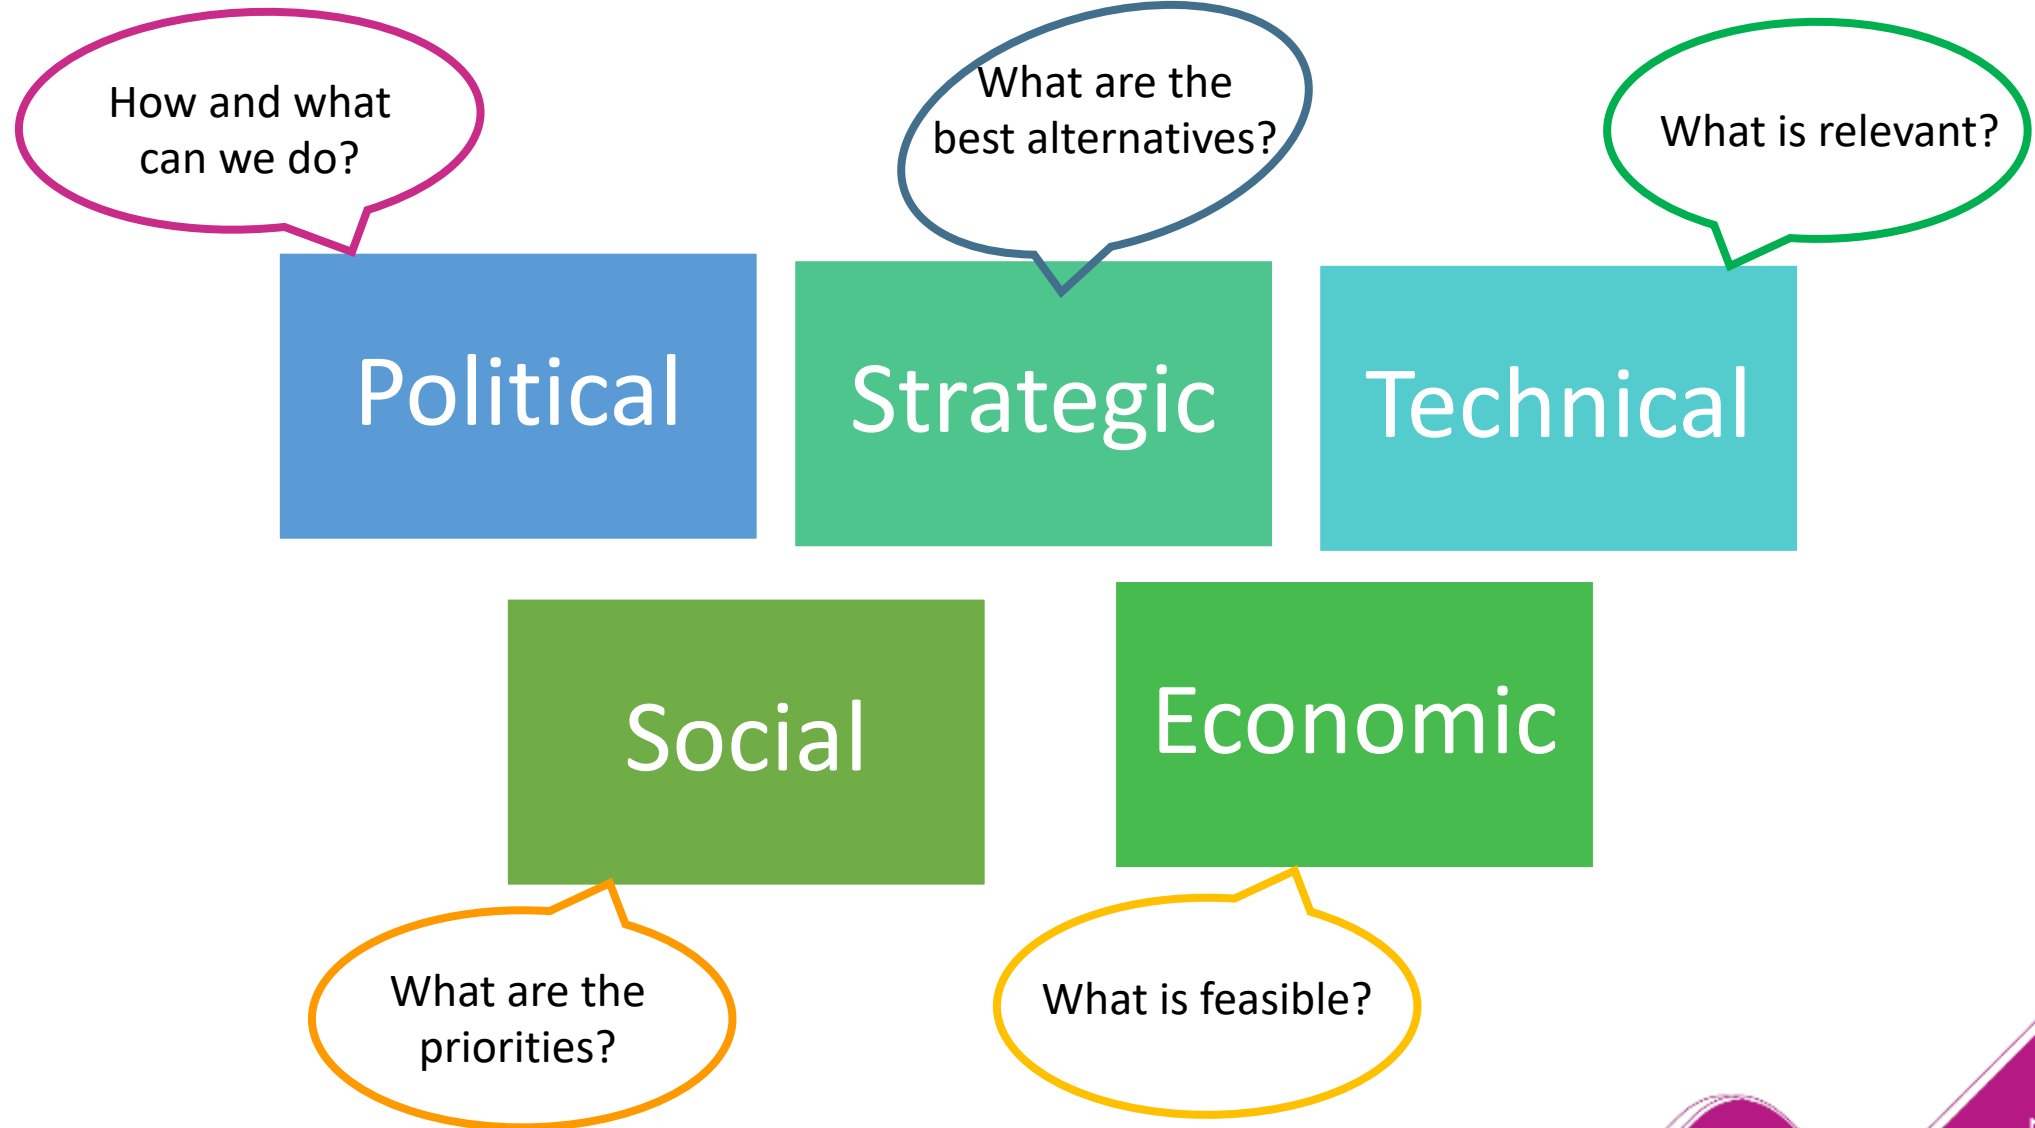 How and what
can we do?
What are the
best alternatives?
What is relevant?
Political
Strategic
Technical
Social
Economic
What are the
priorities?
What is feasible?